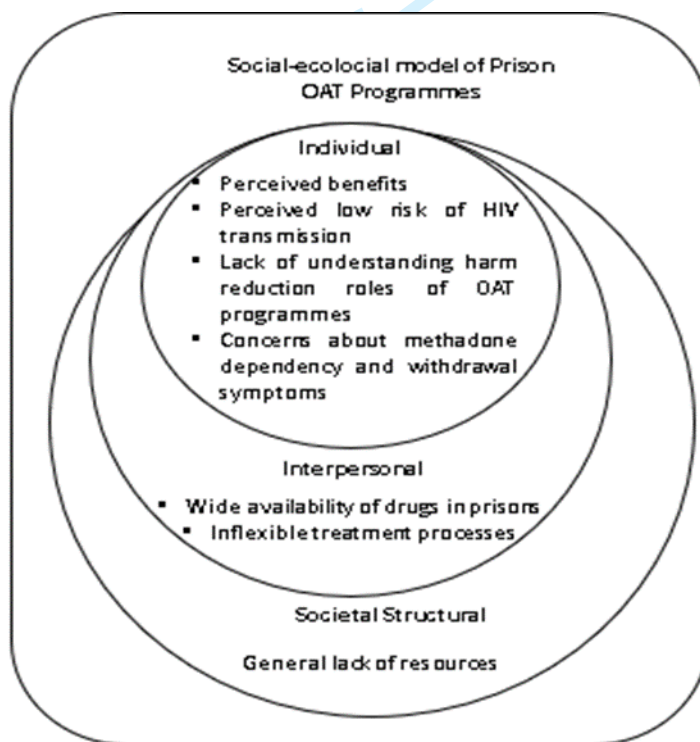 Social-ecolocial model of Prison
OAT Programmes
Individual
▪ Perceived benefits
▪ Perceived low risk of HIV
transmission
▪ Lack of understanding harm
reduction roles of OAT
programmes
▪ Concerns about methadone
dependency and withdrawal
symptoms
Interpersonal
▪ Wide availability of drugs in prisons
▪ Inflexible treatment processes
Societal Structural
General lack of resources